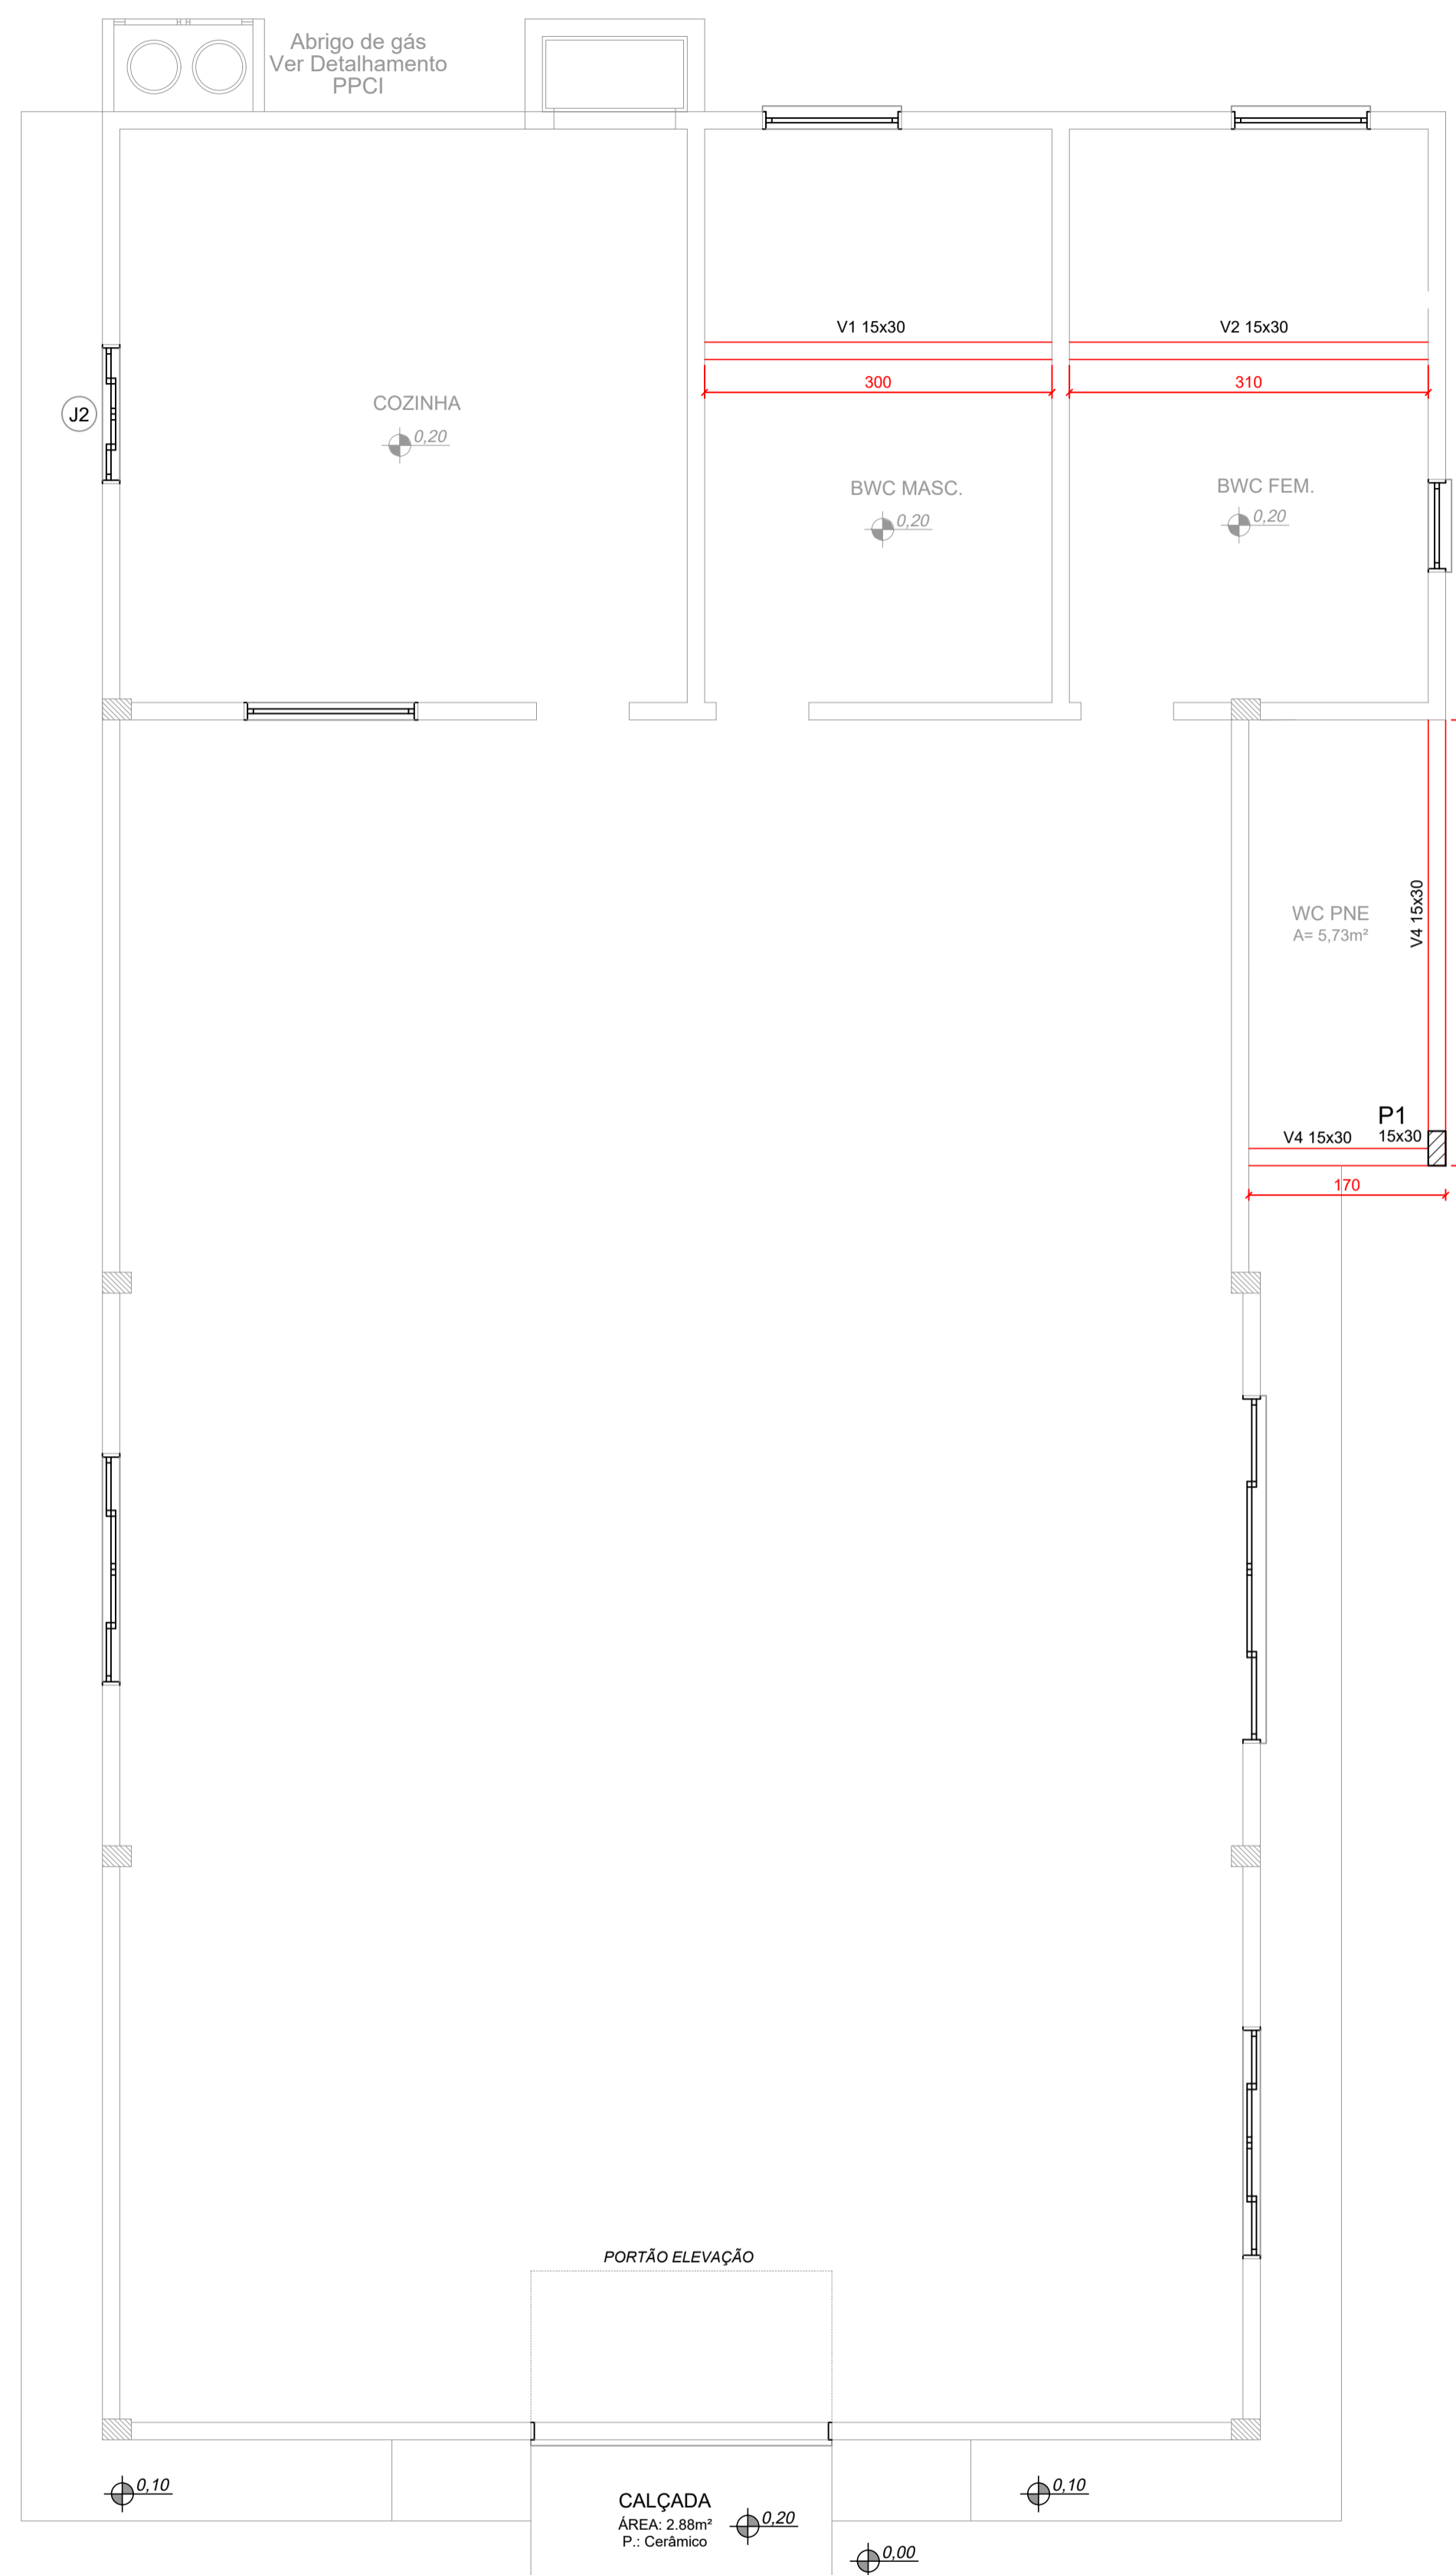 Abrigo de gás
Ver Detalhamento
PPCI
V1 15x30
V2 15x30
300
310
J2
COZINHA
0,20
BWC MASC.
0,20
BWC FEM.
0,20
WC PNE
A= 5,73m²
V4 15x30
P1
V4 15x30
15x30
170
PORTÃO ELEVAÇÃO
0,10
0,10
CALÇADA
ÁREA: 2.88m²
P.: Cerâmico
0,20
0,00